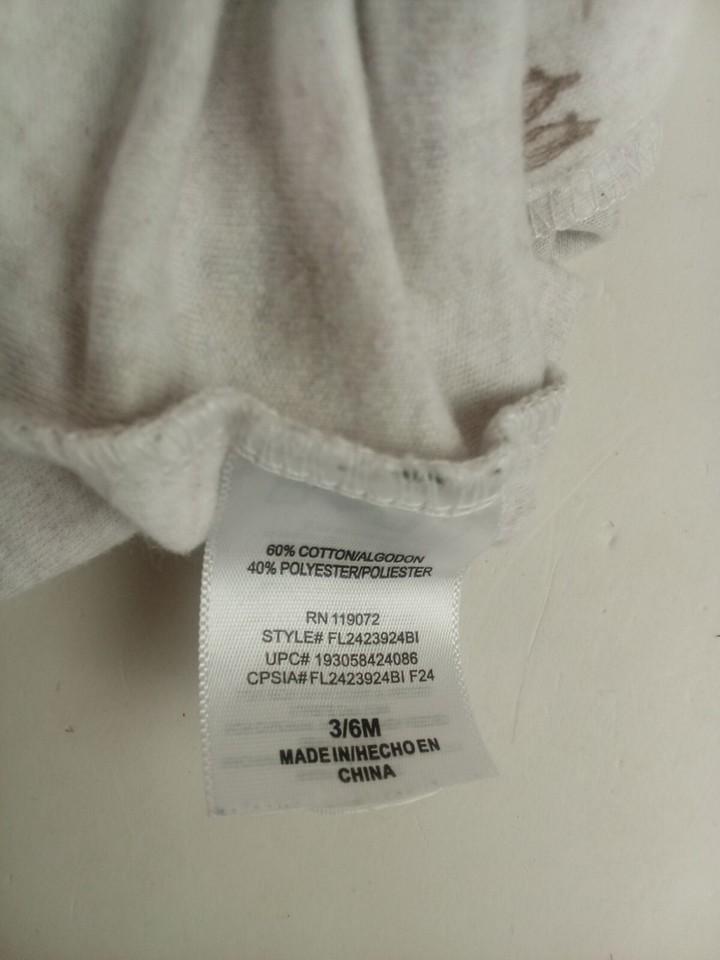 60% COTTON/ALGODON
40% POLYESTER/POLIESTER
RN 119072
STYLE# FL2423924BI
UPC# 193058424086
CPSIA# FL2423924BI F24
3/6M
MADE IN/HECHO EN
CHINA